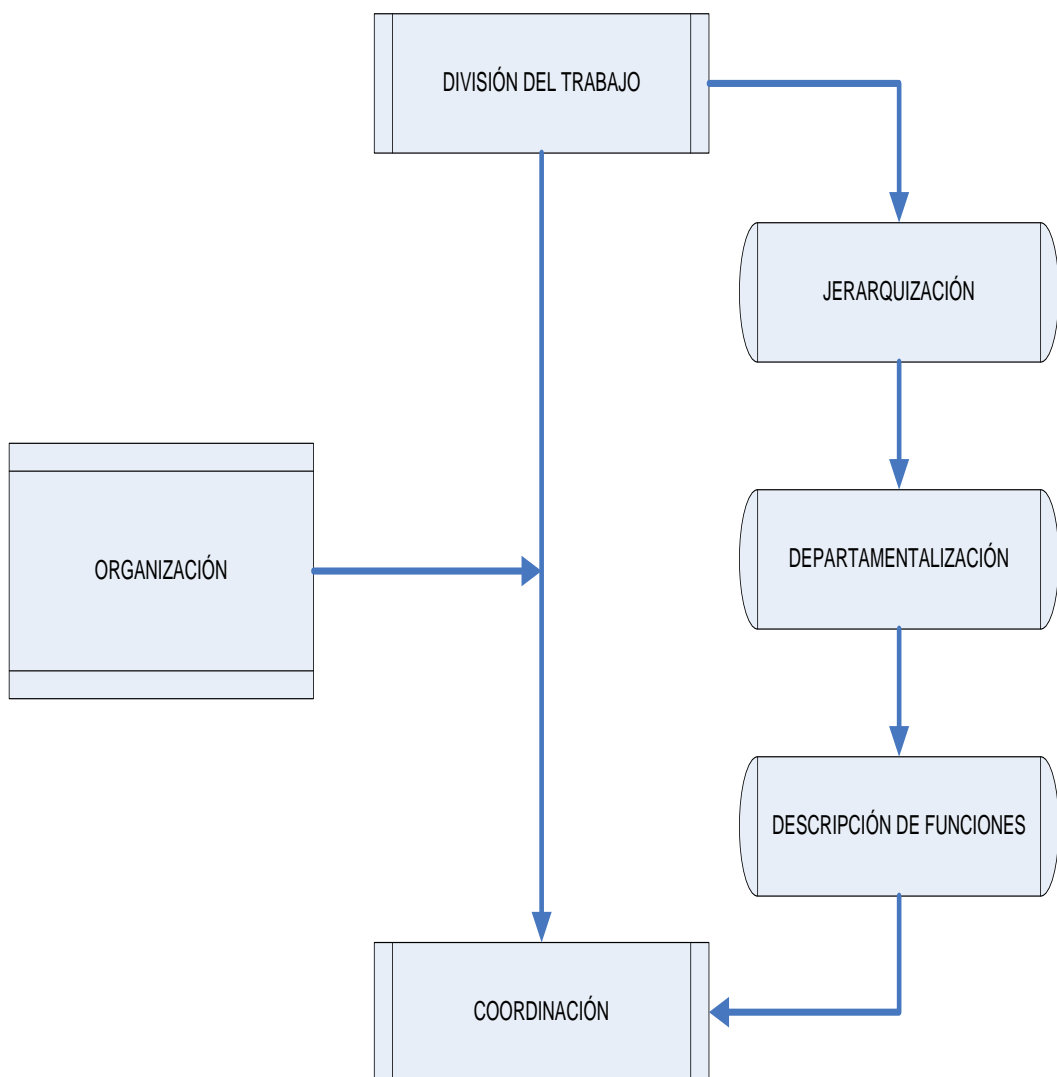 DIVISIÓN DEL TRABAJO
JERARQUIZACIÓN
ORGANIZACIÓN
DEPARTAMENTALIZACIÓN
DESCRIPCIÓN DE FUNCIONES
COORDINACIÓN